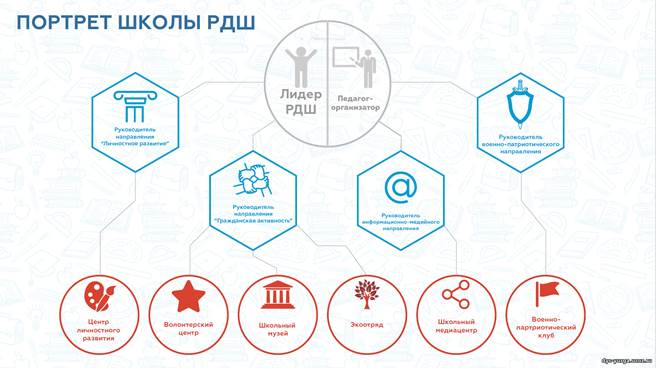 ПОРТРЕТ ШКОЛЫ РДШ
Лидер
РДШ
Педагог-
организатор
Руководитель
направления
"Личностное развитие"
Руководитель
военно-патриотического
направления
Руководитель
направления
"Гражданская активность"
@
Руководитель
информационно-медийного
направления
Центр
личностного
развития
Волонтерский
центр
Школьный
музей
Экоотряд
Школьный
медиацентр
Военно-
партриотический
клуб